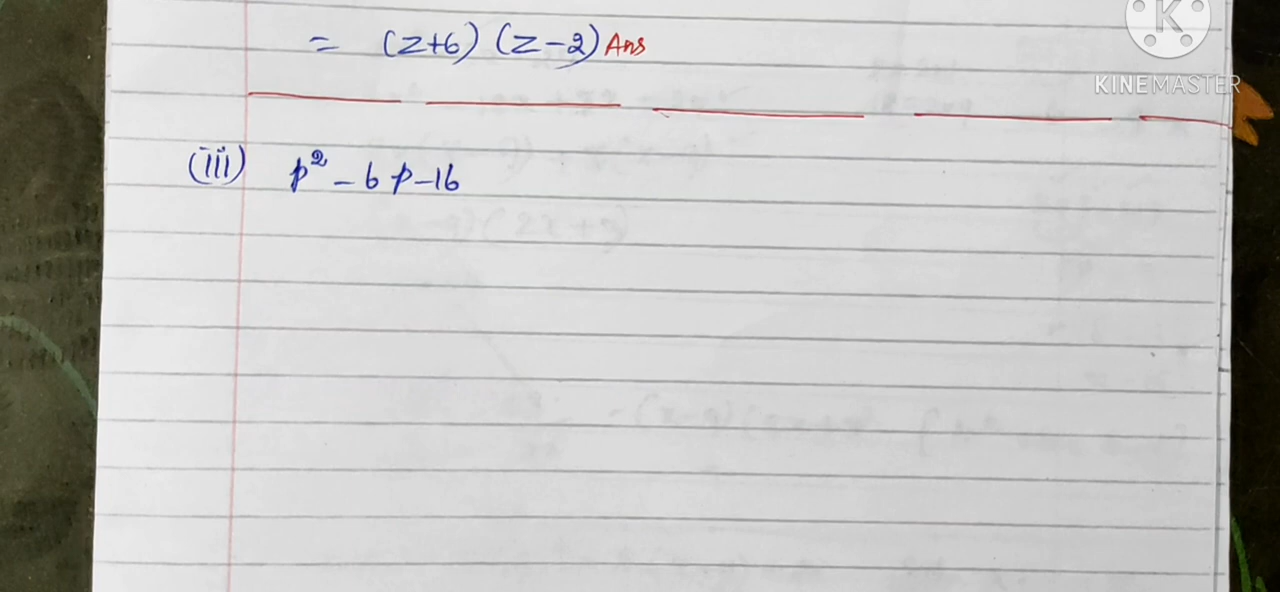 = (z+6) (z-2) Ans
K
KINEMASTER
(iii) p² - 6p - 16